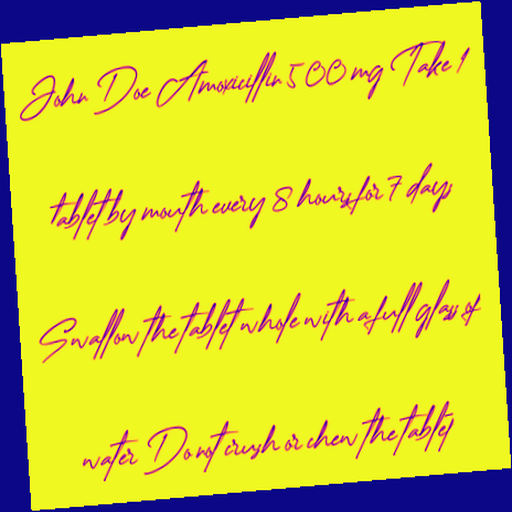 John Doe Amoxicillin 500 mg Take 1
tablet by mouth every 8 hours for 7 days
Swallow the tablet whole with a full glass of
water Do not crush or chew the tablet